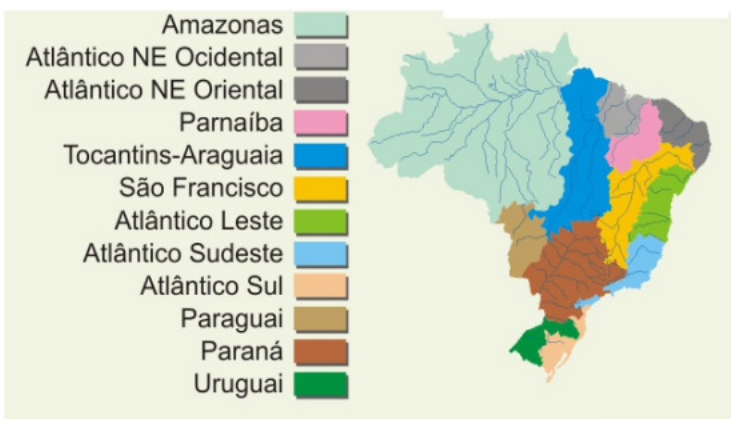 Amazonas
Atlântico NE Ocidental
Atlântico NE Oriental
Parnaíba
Tocantins-Araguaia
São Francisco
Atlântico Leste
Atlântico Sudeste
Atlântico Sul
Paraguai
Paraná
Uruguai